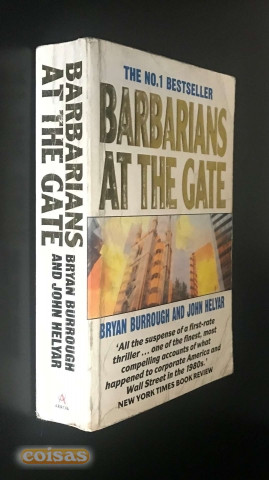 BARBARIANS
AT THE GATE
BRYAN BURROUGH
AND JOHN HELYAR
ARROW
THE NO.1 BESTSELLER
BARBARIANS
AT THE GATE
BRYAN BURROUGH AND JOHN HELYAR
'All the suspense of a first-rate
thriller ... one of the finest, most
compelling accounts of what
happened to corporate America and
Wall Street in the 1980s.'
NEW YORK TIMES BOOK REVIEW
coisas